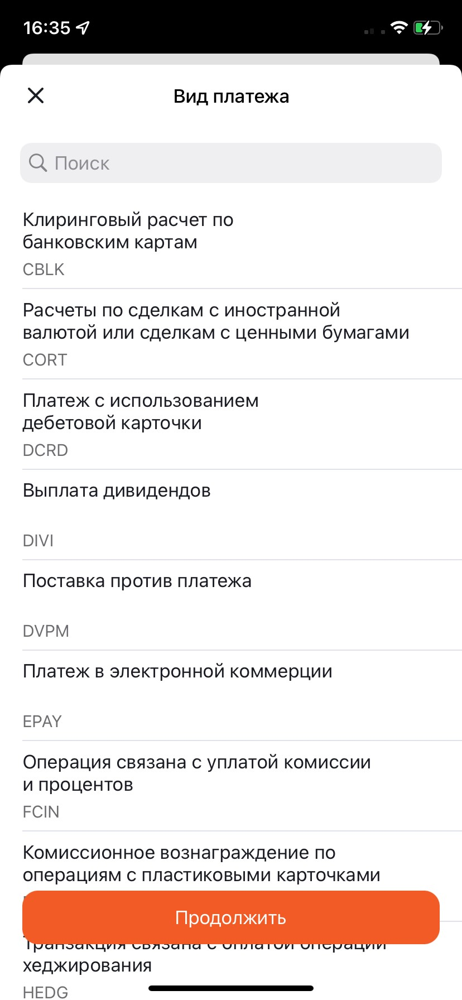 16:35
Вид платежа
Поиск
Клиринговый расчет по
банковским картам
CBLK
Расчеты по сделкам с иностранной
валютой или сделкам с ценными бумагами
CORT
Платеж с использованием
дебетовой карточки
DCRD
Выплата дивидендов
DIVI
Поставка против платежа
DVPM
Платеж в электронной коммерции
EPAY
Операция связана с уплатой комиссии
и процентов
FCIN
Комиссионное вознаграждение по
операциям с пластиковыми карточками
Продолжить
Транзакция связана с оплатой операции
хеджирования
HEDG